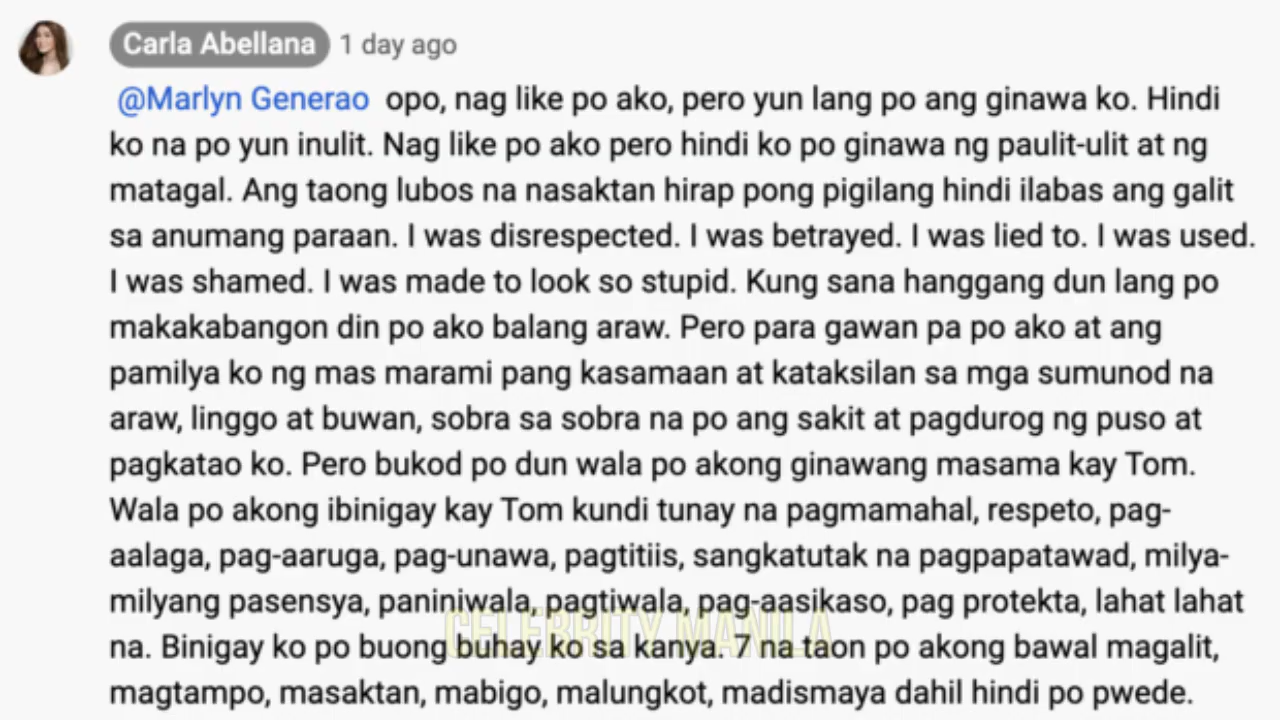 Carla Abellana 1 day ago
@Marlyn Generao opo, nag like po ako, pero yun lang po ang ginawa ko. Hindi
ko na po yun inulit. Nag like po ako pero hindi ko po ginawa ng paulit-ulit at ng
matagal. Ang taong lubos na nasaktan hirap pong pigilang hindi ilabas ang galit
sa anumang paraan. I was disrespected. I was betrayed. I was lied to. I was used.
I was shamed. I was made to look so stupid. Kung sana hanggang dun lang po
makakabangon din po ako balang araw. Pero para gawan pa po ako at ang
pamilya ko ng mas marami pang kasamaan at kataksilan sa mga sumunod na
araw, linggo at buwan, sobra sa sobra na po ang sakit at pagdurog ng puso at
pagkatao ko. Pero bukod po dun wala po akong ginawang masama kay Tom.
Wala po akong ibinigay kay Tom kundi tunay na pagmamahal, respeto, pag-
aalaga, pag-aaruga, pag-unawa, pagtitiis, sangkatutak na pagpapatawad, milya-
milyang pasensya, paniniwala, pagtiwala, pag-aasikaso, pag protekta, lahat lahat
CELEBRITY MANILA
na. Binigay ko po buong buhay ko sa kanya. 7 na taon po akong bawal magalit,
magtampo, masaktan, mabigo, malungkot, madismaya dahil hindi po pwede.